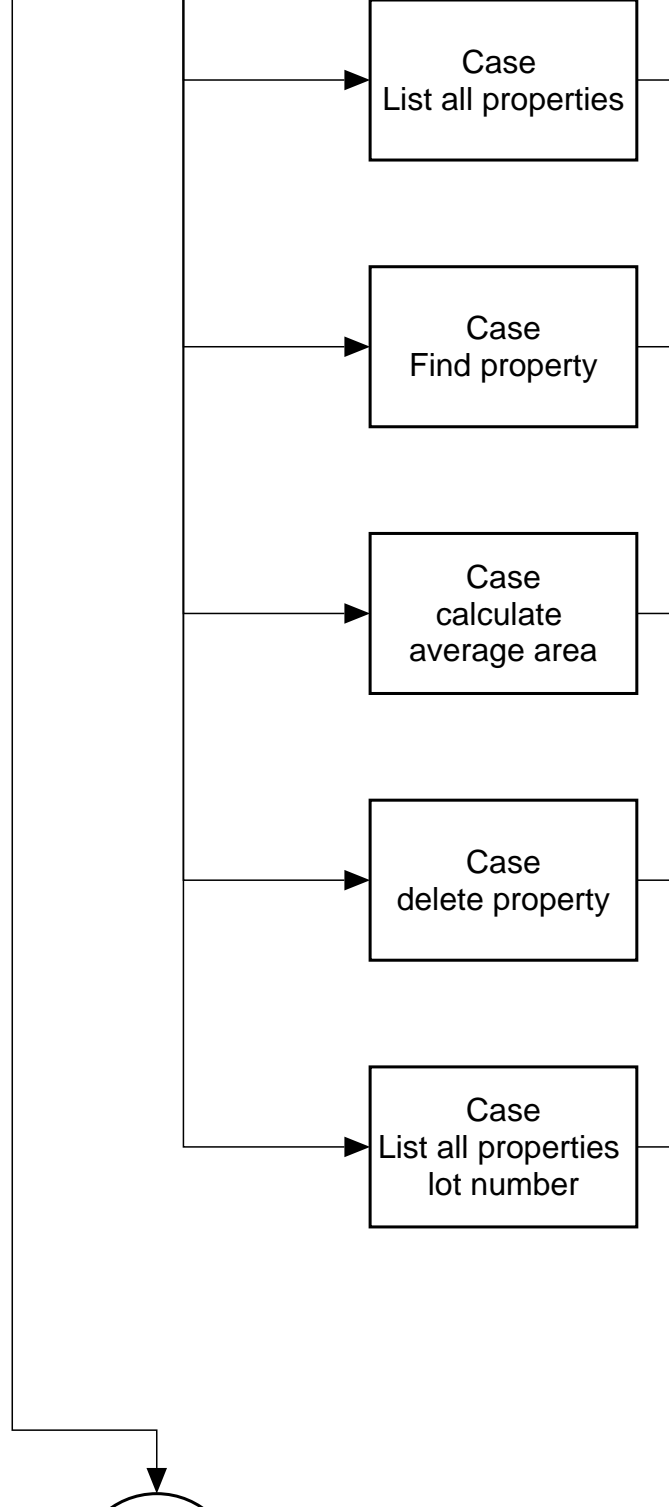 Case
List all properties
Case
Find property
Case
calculate
average area
Case
delete property
Case
List all properties
lot number